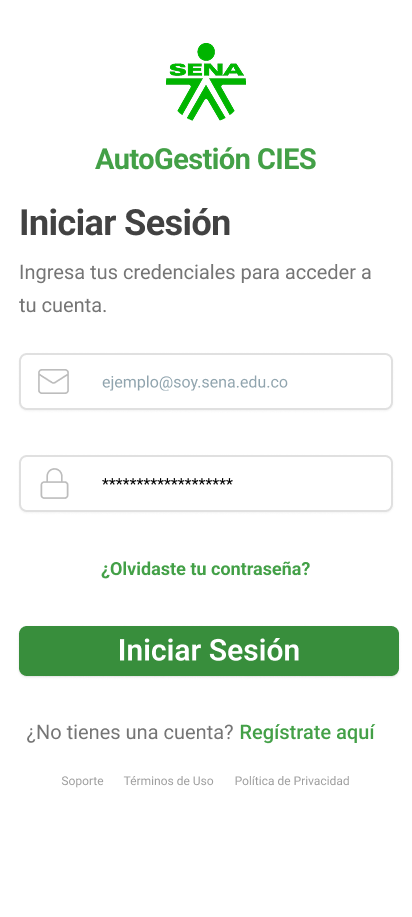 SENA
AutoGestión CIES
Iniciar Sesión
Ingresa tus credenciales para acceder a
tu cuenta.
ejemplo@soy.sena.edu.co
*******************
¿Olvidaste tu contraseña?
Iniciar Sesión
¿No tienes una cuenta? Regístrate aquí
Soporte Términos de Uso Política de Privacidad